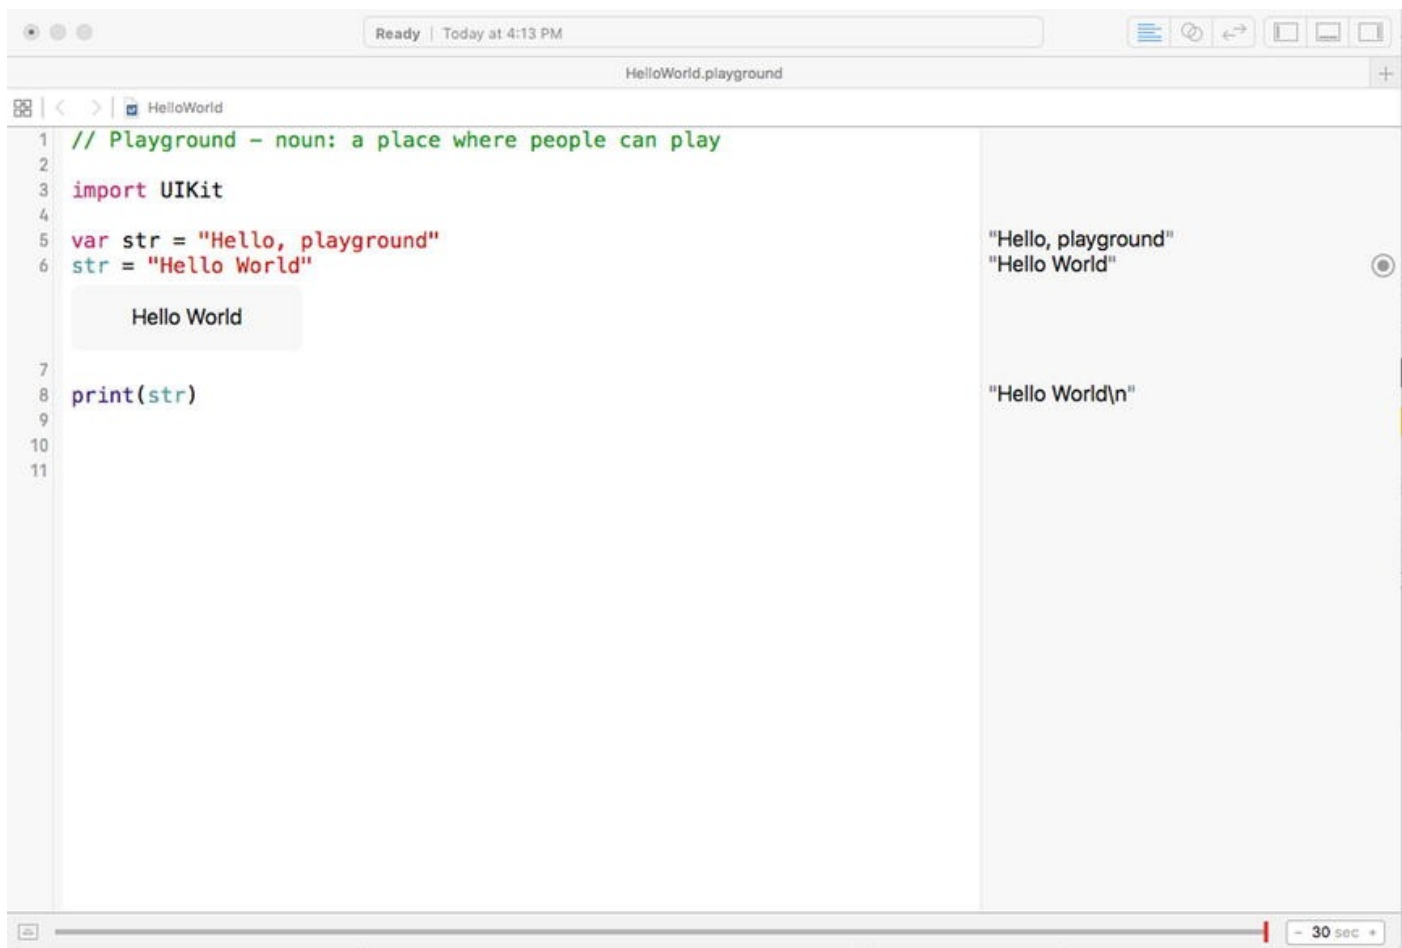 Ready | Today at 4:13 PM
HelloWorld.playground
HelloWorld
1 // Playground – noun: a place where people can play
2
3 import UIKit
4
5 var str = "Hello, playground" "Hello, playground"
6 str = "Hello World" "Hello World"
Hello World
7
8 print(str) "Hello World\n"
9
10
11
- 30 sec +